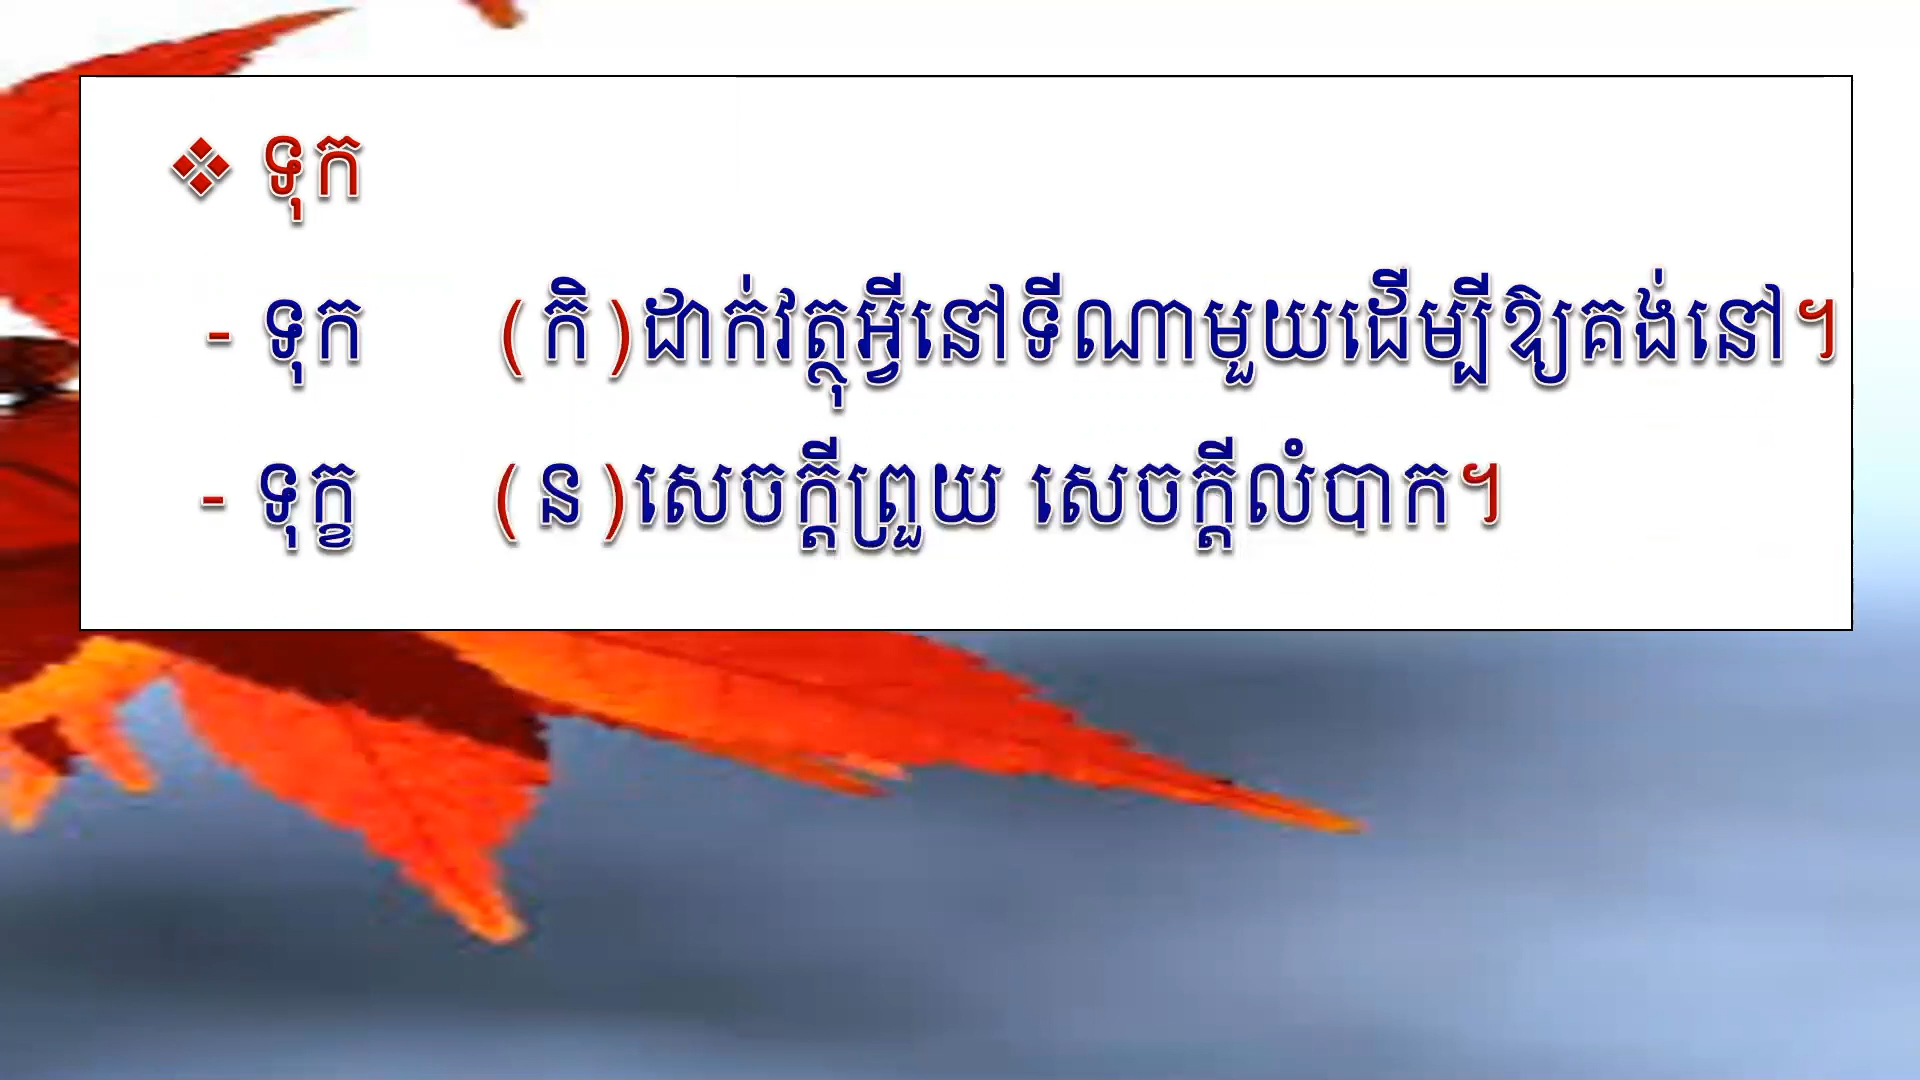 ❖ ទុក
- ទុក (កិ)ដាក់វត្ថុអ្វីនៅទីណាមួយដើម្បីឱ្យគង់នៅ។
- ទុក្ខ (ន)សេចក្ដីព្រួយ សេចក្ដីលំបាក។